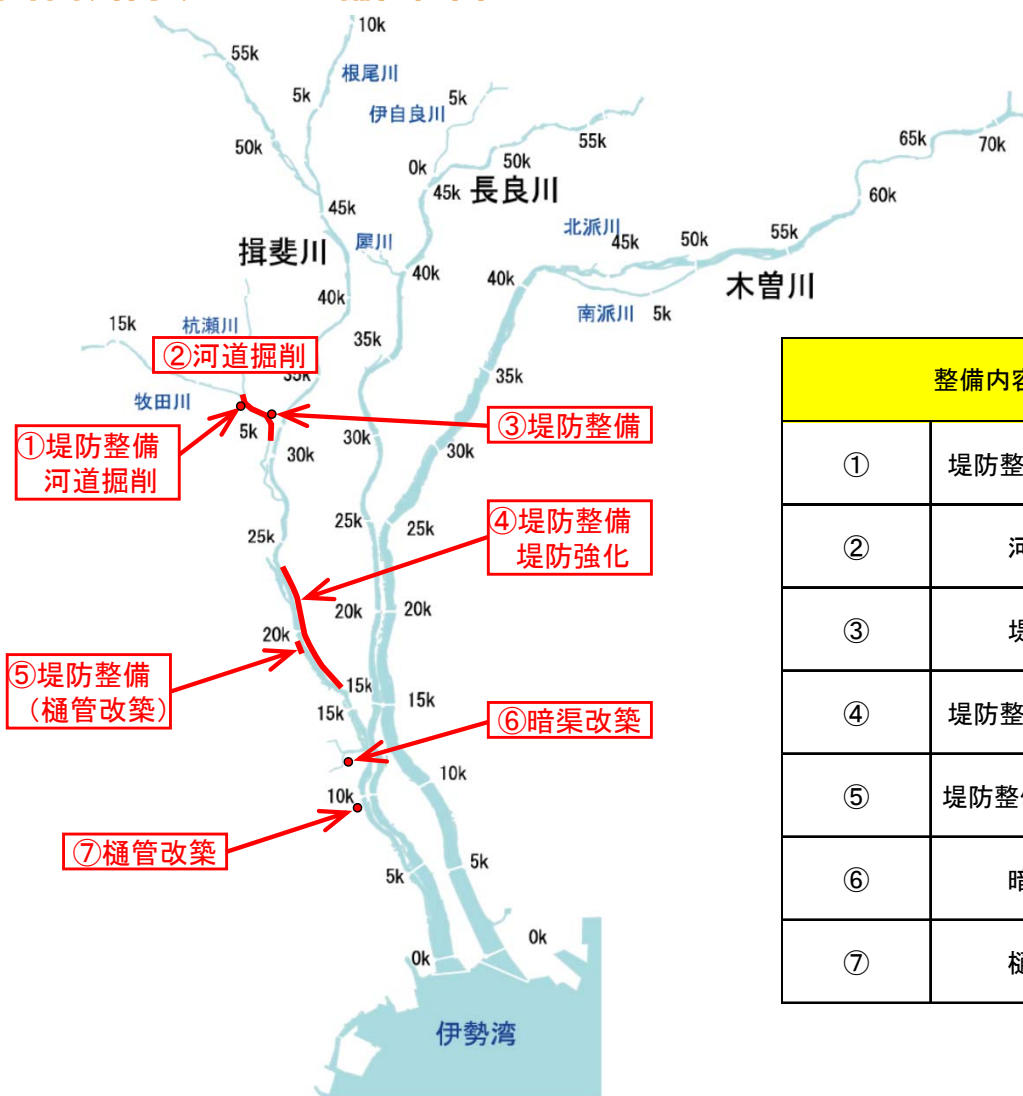 10k
55k
根尾川
5k
5k
伊自良川
50k
55k
65k
70k
0k
50k
45k
長良川
60k
45k
北派川
揖斐川
犀川
45k
50k
55k
40k
40k
40k
木曽川
南派川
5k
15k
杭瀬川
35k
②河道掘削
35k
35k
整備内容
牧田川
③堤防整備
5k
30k
30k
30k
①堤防整備
河道掘削
①
堤防整
25k
25k
25k
④堤防整備
堤防強化
②
20k
20k
20k
③
⑤堤防整備
(樋管改築)
15k
15k
15k
⑥暗渠改築
④
堤防整
10k
10k
⑤
堤防整
⑦樋管改築
5k
5k
⑥
暗
0k
0k
⑦
樋
伊勢湾